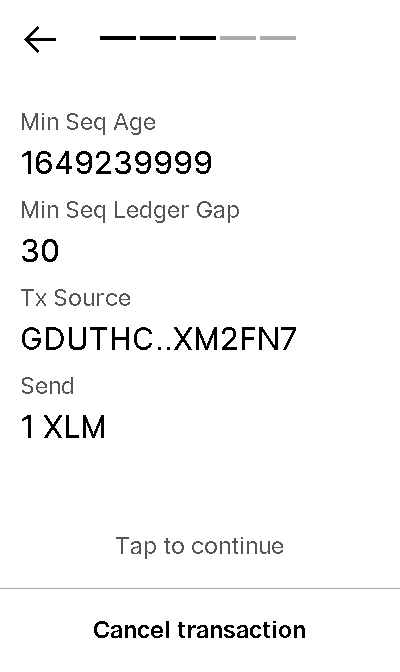 Min Seq Age
1649239999
Min Seq Ledger Gap
30
Tx Source
GDUTHC..XM2FN7
Send
1 XLM
Tap to continue
Cancel transaction